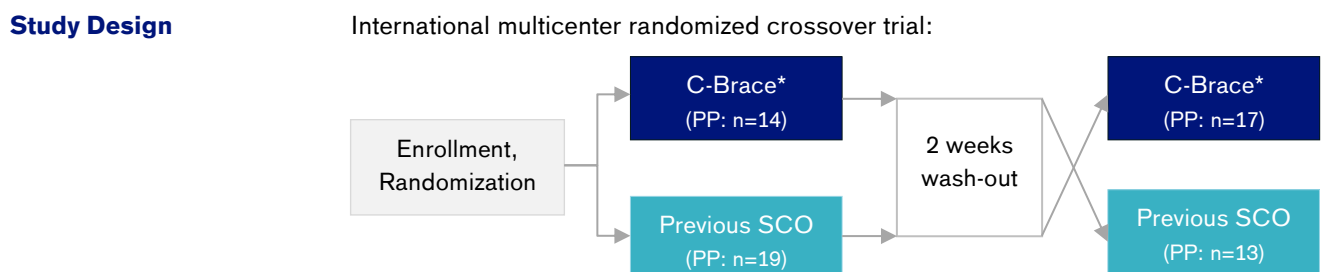 Study Design
International multicenter randomized crossover trial:
Enrollment,
Randomization
C-Brace*
(PP: n=14)
Previous SCO
(PP: n=19)
2 weeks
wash-out
C-Brace*
(PP: n=17)
Previous SCO
(PP: n=13)